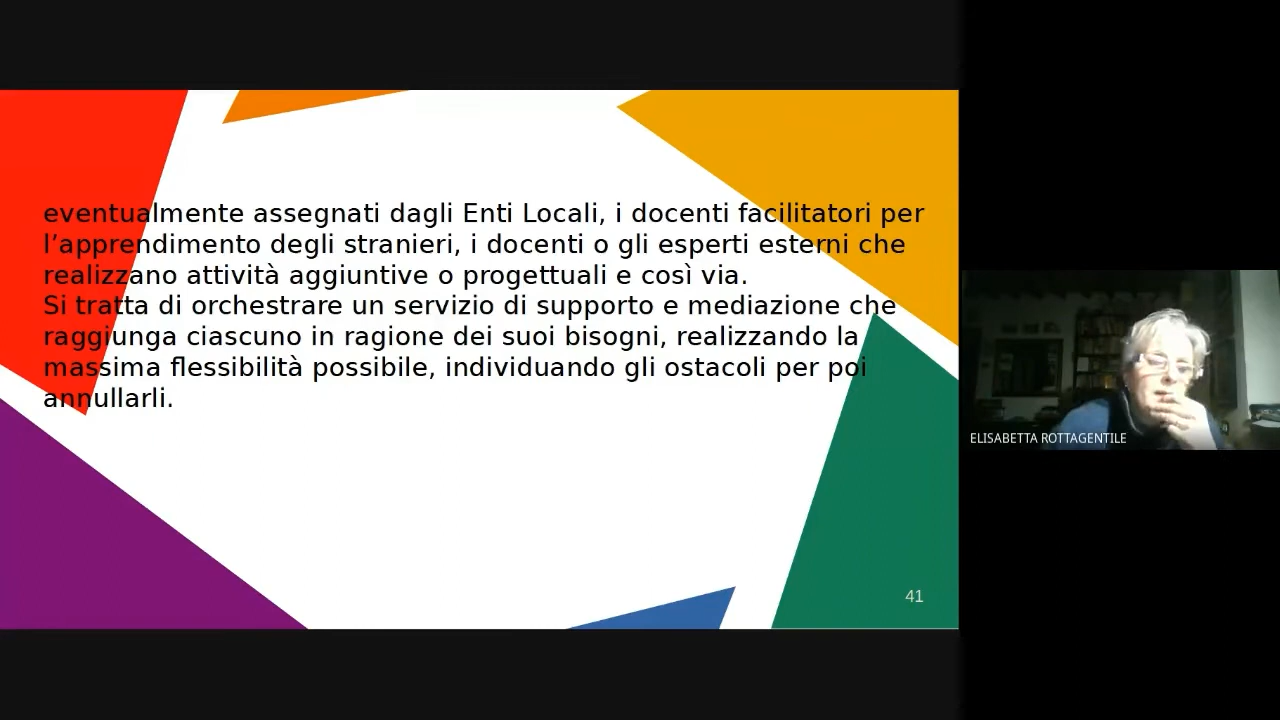 eventualmente assegnati dagli Enti Locali, i docenti facilitatori per
l’apprendimento degli stranieri, i docenti o gli esperti esterni che
realizzano attività aggiuntive o progettuali e così via.
Si tratta di orchestrare un servizio di supporto e mediazione che
raggiunga ciascuno in ragione dei suoi bisogni, realizzando la
massima flessibilità possibile, individuando gli ostacoli per poi
annullarli.
41
ELISABETTA ROTTAGENTILE